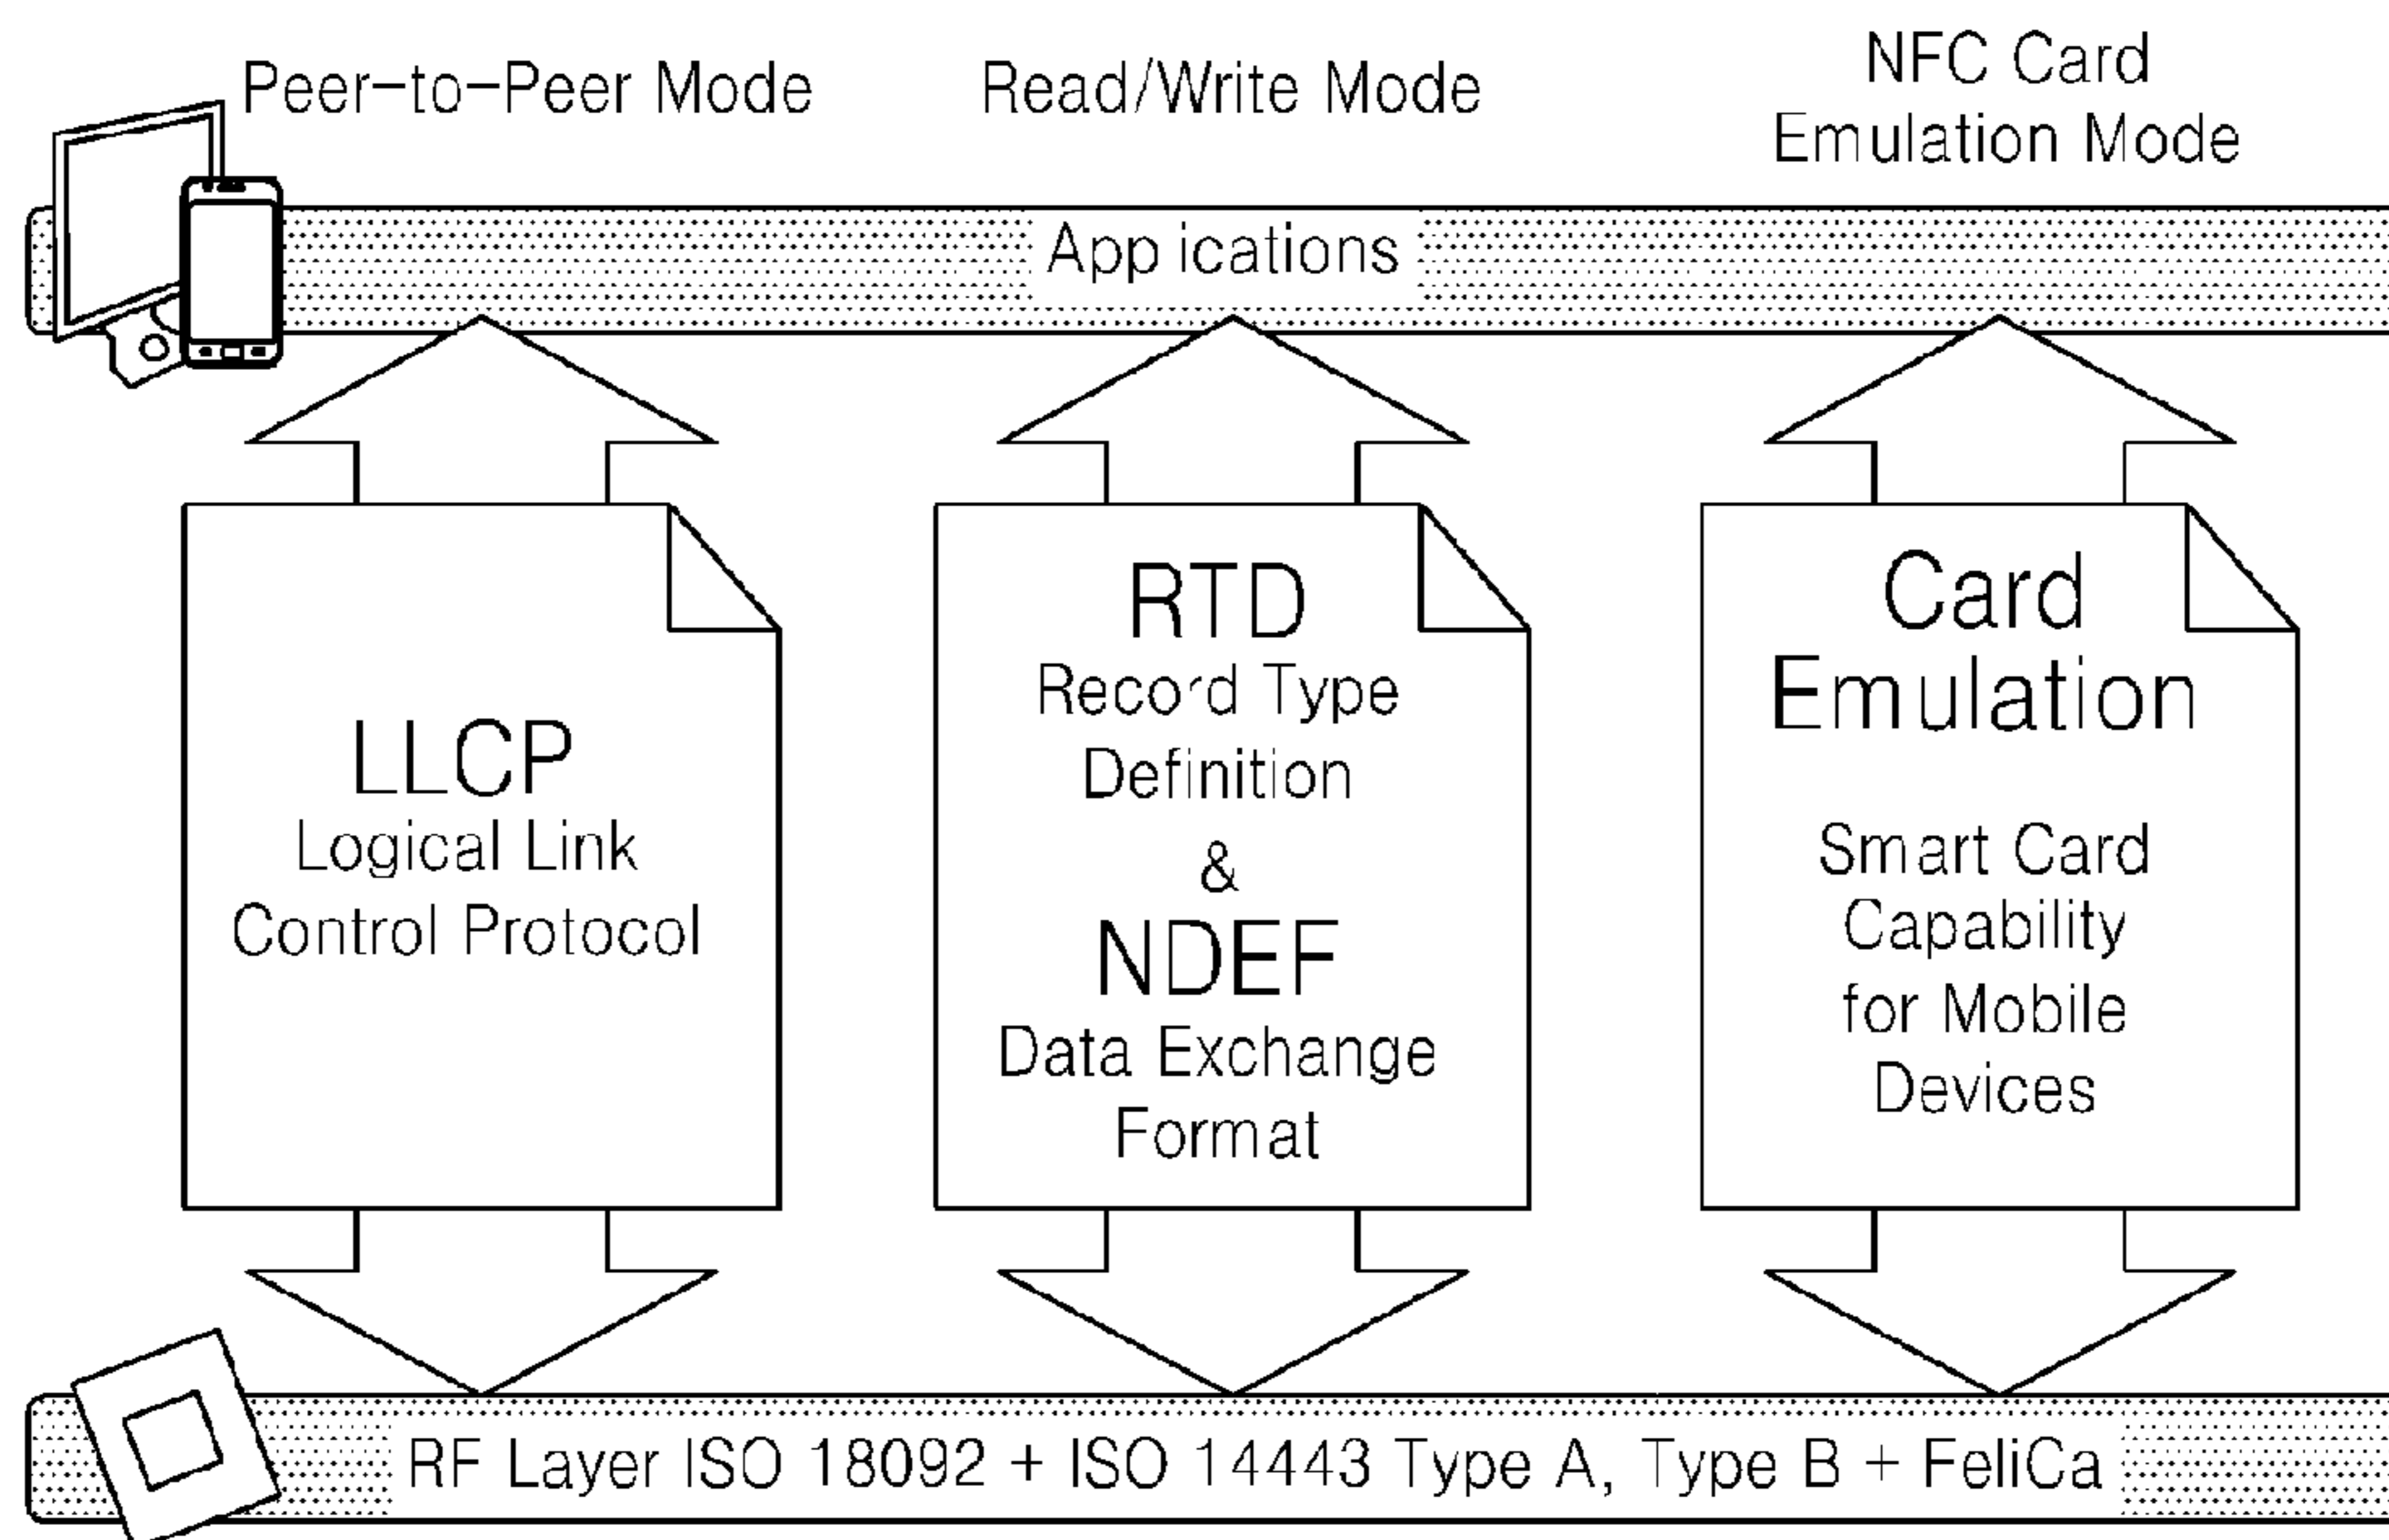 Peer-to-Peer Mode
Read/Write Mode
NFC Card
Emulation Mode
App ications
LLCP
Logical Link
Control Protocol
RTD
Record Type
Definition
&
NDEF
Data Exchange
Format
Card
Emulation
Smart Card
Capability
for Mobile
Devices
RF Layer ISO 18092 + ISO 14443 Type A, Type B + FeliCa